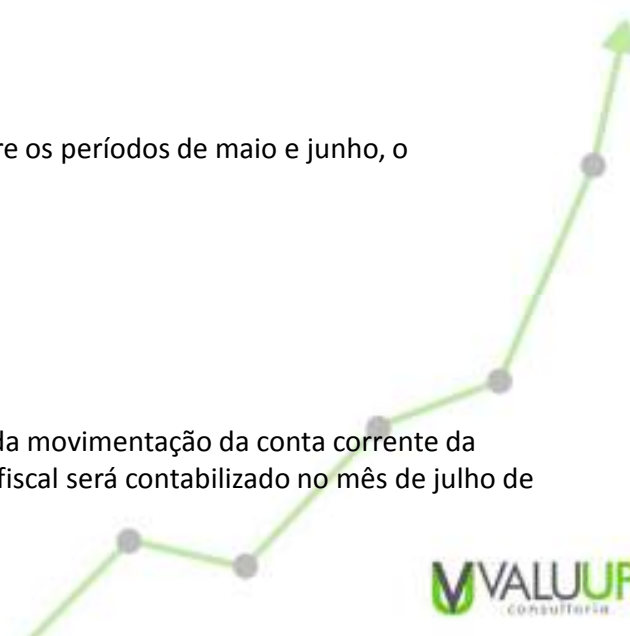 re os períodos de maio e junho, o
da movimentação da conta corrente da
fiscal será contabilizado no mês de julho de
VALUUP
consultoria